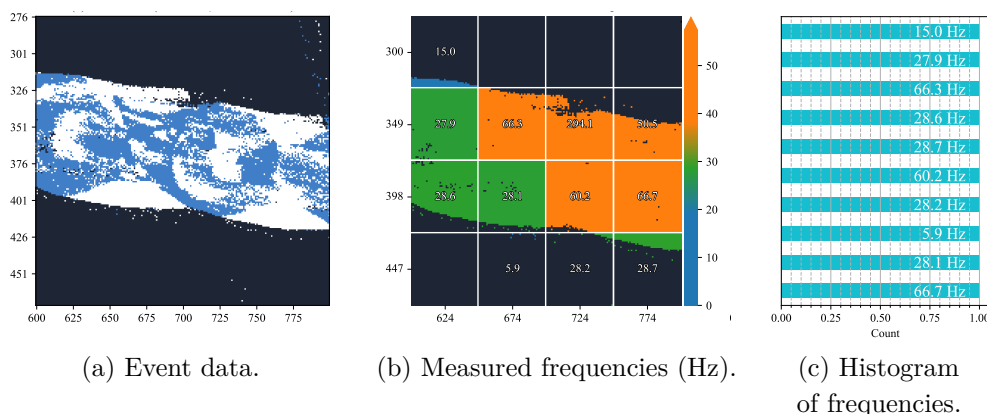 276
301
326
351
376
401
426
451
600 625 650 675 700 725 750 775
300
349
398
447
15.0
27.9 66.3 294.1 30.5
28.6 28.1 60.2 66.7
5.9 28.2 28.7
624 674 724 774
50
40
30
20
10
0
15.0 Hz
27.9 Hz
66.3 Hz
28.6 Hz
28.7 Hz
60.2 Hz
28.2 Hz
5.9 Hz
28.1 Hz
66.7 Hz
0.00 0.25 0.50 0.75 1.00
Count
(a) Event data.
(b) Measured frequencies (Hz).
(c) Histogram
of frequencies.